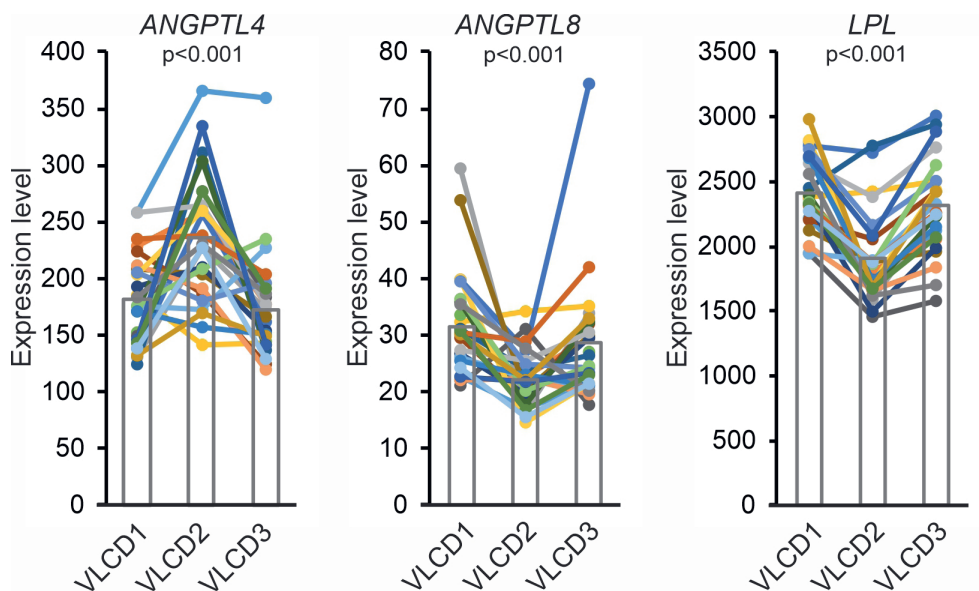 ANGPTL4
p<0.001
Expression level
400
350
300
250
200
150
100
50
0
VLCD1
VLCD2
VLCD3
ANGPTL8
p<0.001
Expression level
80
70
60
50
40
30
20
10
0
VLCD1
VLCD2
VLCD3
LPL
p<0.001
Expression level
3500
3000
2500
2000
1500
1000
500
0
VLCD1
VLCD2
VLCD3